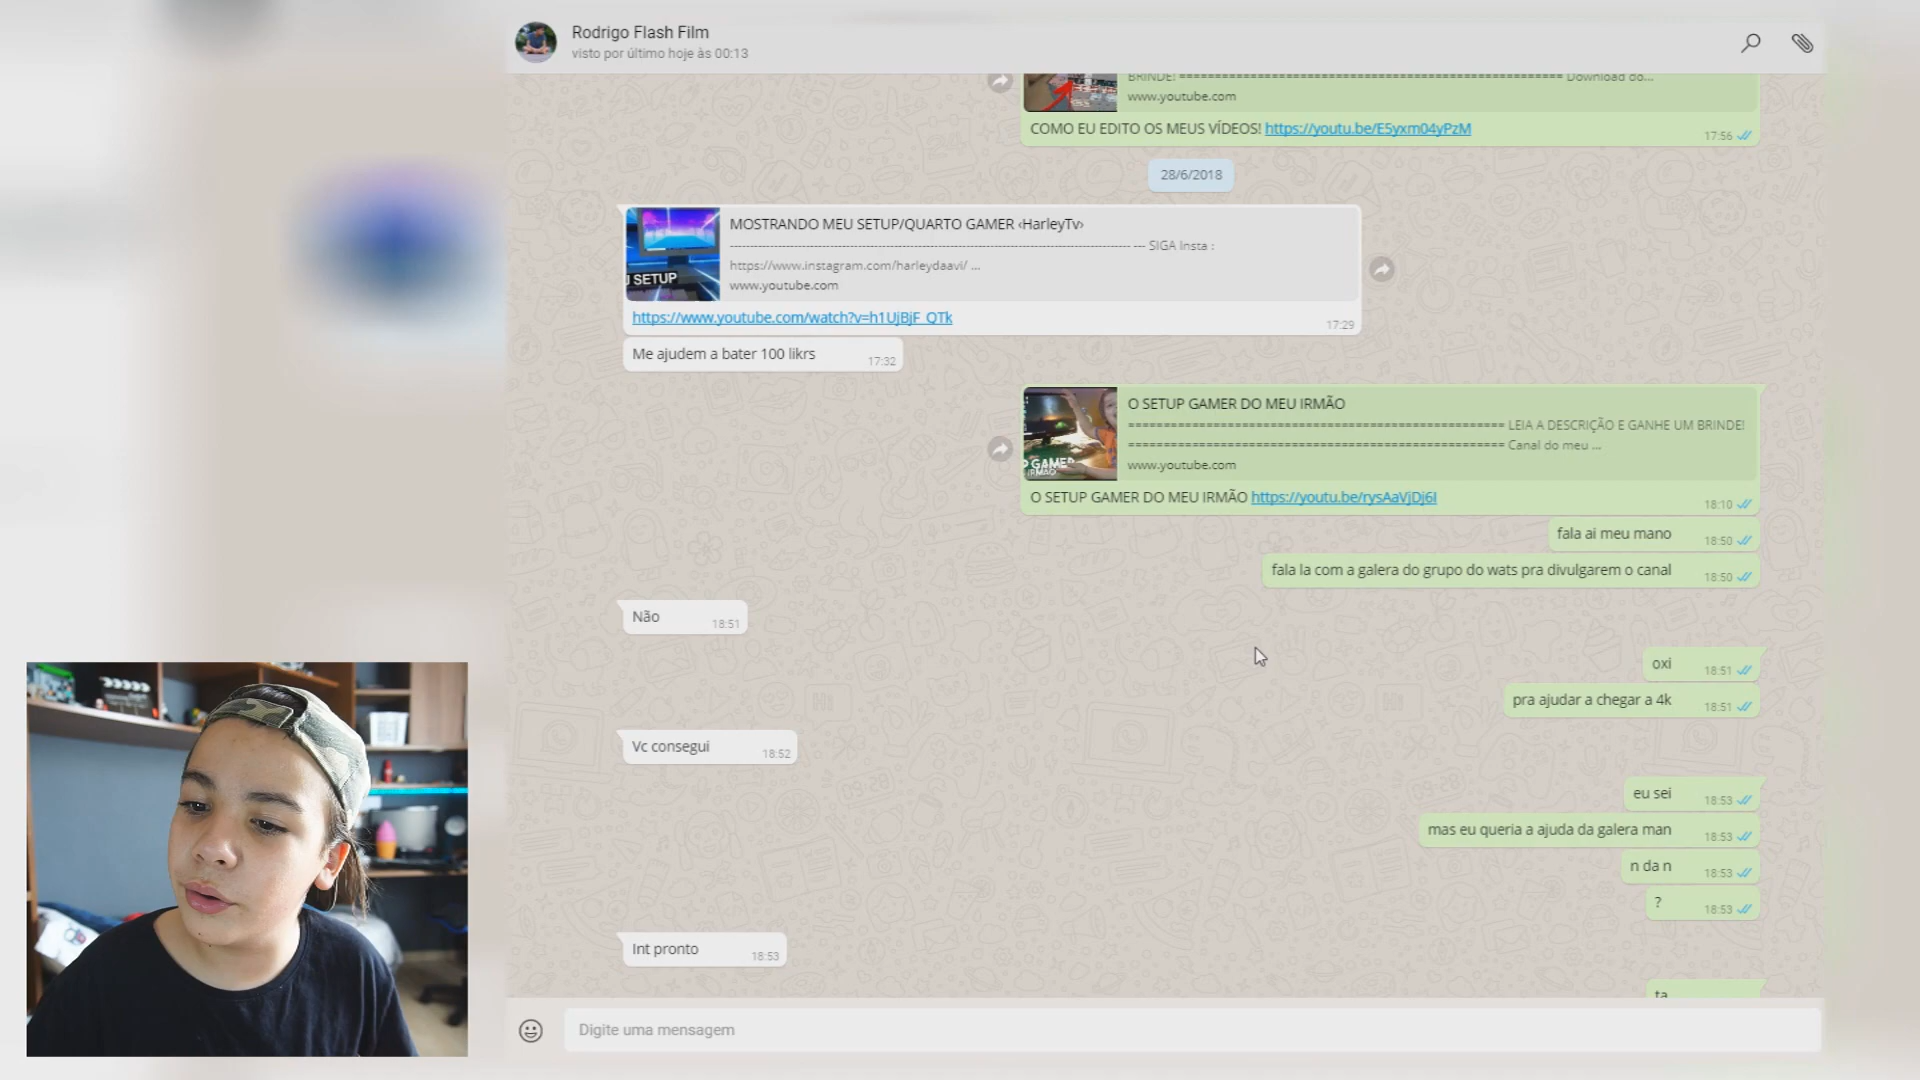 Rodrigo Flash Film
visto por último hoje às 00:13
BRINDE! ====================================================== Download do...
www.youtube.com
COMO EU EDITO OS MEUS VÍDEOS! https://youtu.be/E5yxm04yPzM
17:56
28/6/2018
MOSTRANDO MEU SETUP/QUARTO GAMER ‹HarleyTv›
--------------------------------------------------------------------------------------------------- --- SIGA Insta :
https://www.instagram.com/harleydaavi/ ...
www.youtube.com
SETUP
https://www.youtube.com/watch?v=h1UjBjF_QTk
17:29
Me ajudem a bater 100 likrs
17:32
O SETUP GAMER DO MEU IRMÃO
===================================================== LEIA A DESCRIÇÃO E GANHE UM BRINDE!
===================================================== Canal do meu ...
www.youtube.com
P GAMER
IRMÃO
O SETUP GAMER DO MEU IRMÃO https://youtu.be/rysAaVjDj6I
18:10
fala ai meu mano
18:50
fala la com a galera do grupo do wats pra divulgarem o canal
18:50
Não
18:51
oxi
18:51
pra ajudar a chegar a 4k
18:51
Vc consegui
18:52
eu sei
18:53
mas eu queria a ajuda da galera man
18:53
n da n
18:53
?
18:53
Int pronto
18:53
ta
Digite uma mensagem